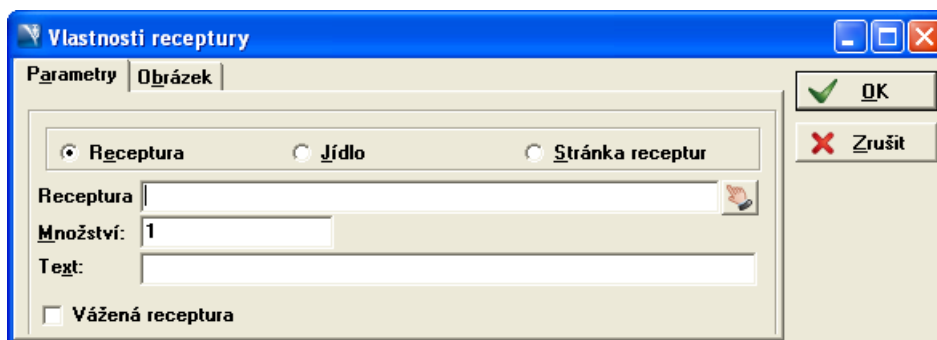 Vlastnosti receptury
Parametry Obrázek
OK
Receptura Jídlo Stránka receptur
Zrušit
Receptura
Množství: 1
Text:
Vážená receptura